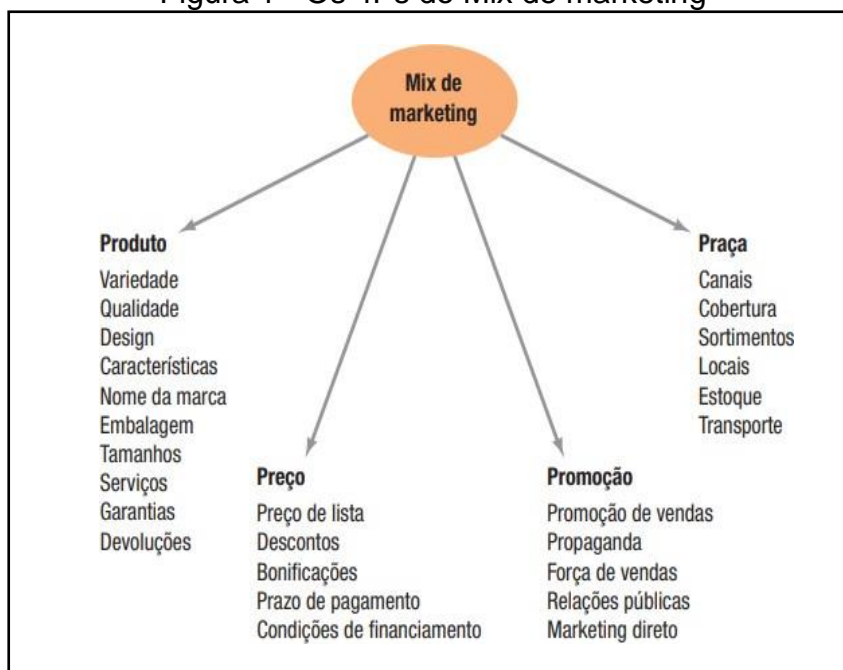 Mix de
marketing
Produto
Variedade
Qualidade
Design
Características
Nome da marca
Embalagem
Tamanhos
Serviços
Garantias
Devoluções
Preço
Preço de lista
Descontos
Bonificações
Prazo de pagamento
Condições de financiamento
Promoção
Promoção de vendas
Propaganda
Força de vendas
Relações públicas
Marketing direto
Praça
Canais
Cobertura
Sortimentos
Locais
Estoque
Transporte